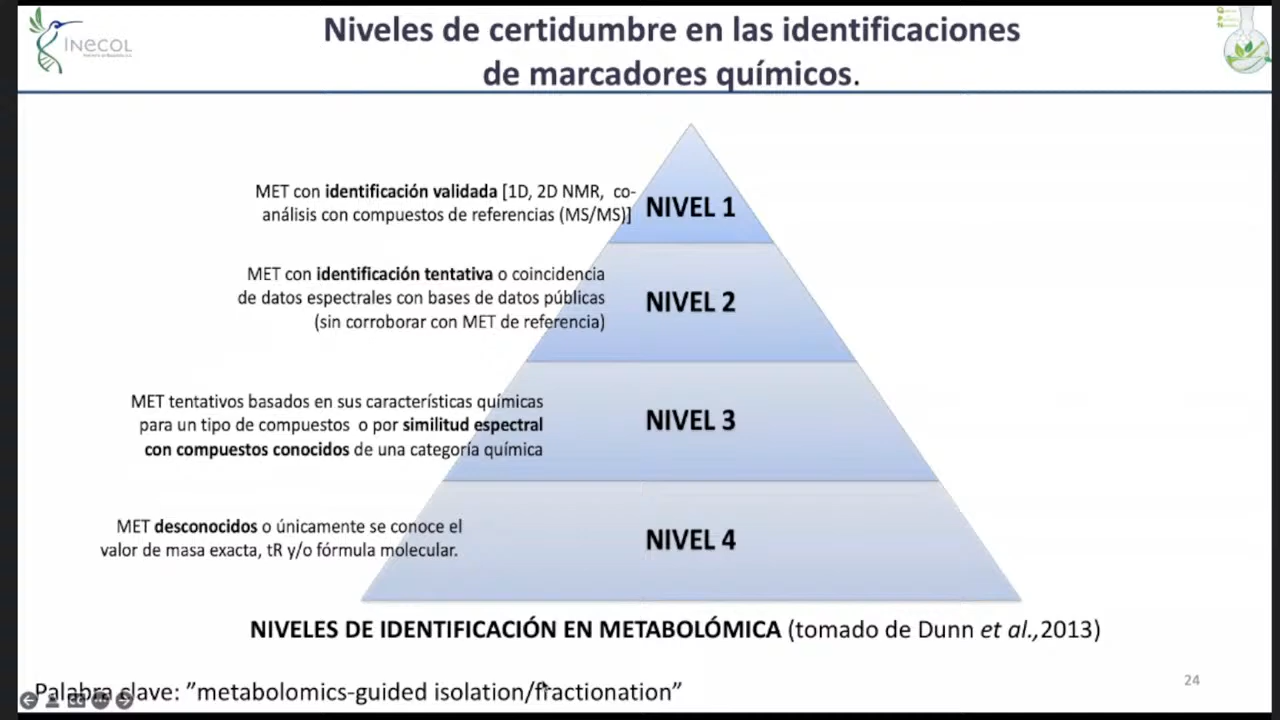 INECOL
Niveles de certidumbre en las identificaciones
de marcadores químicos.
MET con identificación validada [1D, 2D NMR, co-
análisis con compuestos de referencias (MS/MS)]
NIVEL 1
MET con identificación tentativa o coincidencia
de datos espectrales con bases de datos públicas
(sin corroborar con MET de referencia)
NIVEL 2
MET tentativos basados en sus características químicas
para un tipo de compuestos o por similitud espectral
con compuestos conocidos de una categoría química
NIVEL 3
MET desconocidos o únicamente se conoce el
valor de masa exacta, tR y/o fórmula molecular.
NIVEL 4
NIVELES DE IDENTIFICACIÓN EN METABOLÓMICA (tomado de Dunn et al.,2013)
Palabra clave: ”metabolomics-guided isolation/fractionation”
24